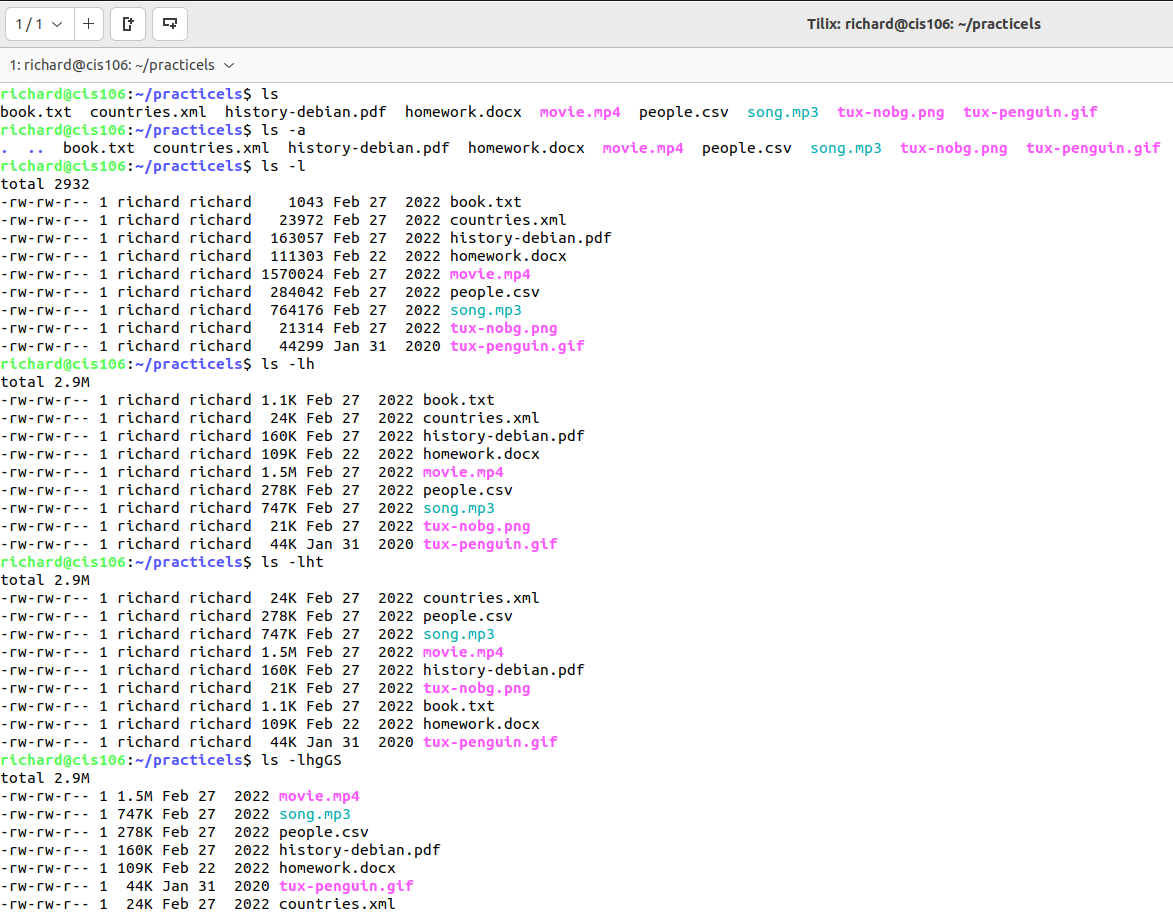 1 / 1
Tilix: richard@cis106: ~/practicels
1: richard@cis106: ~/practicels
richard@cis106:~/practicels$ ls
book.txt  countries.xml  history-debian.pdf  homework.docx  movie.mp4  people.csv  song.mp3  tux-nobg.png  tux-penguin.gif
richard@cis106:~/practicels$ ls -a
.  ..  book.txt  countries.xml  history-debian.pdf  homework.docx  movie.mp4  people.csv  song.mp3  tux-nobg.png  tux-penguin.gif
richard@cis106:~/practicels$ ls -l
total 2932
-rw-rw-r-- 1 richard richard    1043 Feb 27  2022 book.txt
-rw-rw-r-- 1 richard richard   23972 Feb 27  2022 countries.xml
-rw-rw-r-- 1 richard richard  163057 Feb 27  2022 history-debian.pdf
-rw-rw-r-- 1 richard richard  111303 Feb 22  2022 homework.docx
-rw-rw-r-- 1 richard richard 1570024 Feb 27  2022 movie.mp4
-rw-rw-r-- 1 richard richard  284042 Feb 27  2022 people.csv
-rw-rw-r-- 1 richard richard  764176 Feb 27  2022 song.mp3
-rw-rw-r-- 1 richard richard   21314 Feb 27  2022 tux-nobg.png
-rw-rw-r-- 1 richard richard   44299 Jan 31  2020 tux-penguin.gif
richard@cis106:~/practicels$ ls -lh
total 2.9M
-rw-rw-r-- 1 richard richard 1.1K Feb 27  2022 book.txt
-rw-rw-r-- 1 richard richard  24K Feb 27  2022 countries.xml
-rw-rw-r-- 1 richard richard 160K Feb 27  2022 history-debian.pdf
-rw-rw-r-- 1 richard richard 109K Feb 22  2022 homework.docx
-rw-rw-r-- 1 richard richard 1.5M Feb 27  2022 movie.mp4
-rw-rw-r-- 1 richard richard 278K Feb 27  2022 people.csv
-rw-rw-r-- 1 richard richard 747K Feb 27  2022 song.mp3
-rw-rw-r-- 1 richard richard  21K Feb 27  2022 tux-nobg.png
-rw-rw-r-- 1 richard richard  44K Jan 31  2020 tux-penguin.gif
richard@cis106:~/practicels$ ls -lht
total 2.9M
-rw-rw-r-- 1 richard richard  24K Feb 27  2022 countries.xml
-rw-rw-r-- 1 richard richard 278K Feb 27  2022 people.csv
-rw-rw-r-- 1 richard richard 747K Feb 27  2022 song.mp3
-rw-rw-r-- 1 richard richard 1.5M Feb 27  2022 movie.mp4
-rw-rw-r-- 1 richard richard 160K Feb 27  2022 history-debian.pdf
-rw-rw-r-- 1 richard richard  21K Feb 27  2022 tux-nobg.png
-rw-rw-r-- 1 richard richard 1.1K Feb 27  2022 book.txt
-rw-rw-r-- 1 richard richard 109K Feb 22  2022 homework.docx
-rw-rw-r-- 1 richard richard  44K Jan 31  2020 tux-penguin.gif
richard@cis106:~/practicels$ ls -lhgGS
total 2.9M
-rw-rw-r-- 1 1.5M Feb 27  2022 movie.mp4
-rw-rw-r-- 1 747K Feb 27  2022 song.mp3
-rw-rw-r-- 1 278K Feb 27  2022 people.csv
-rw-rw-r-- 1 160K Feb 27  2022 history-debian.pdf
-rw-rw-r-- 1 109K Feb 22  2022 homework.docx
-rw-rw-r-- 1  44K Jan 31  2020 tux-penguin.gif
-rw-rw-r-- 1  24K Feb 27  2022 countries.xml